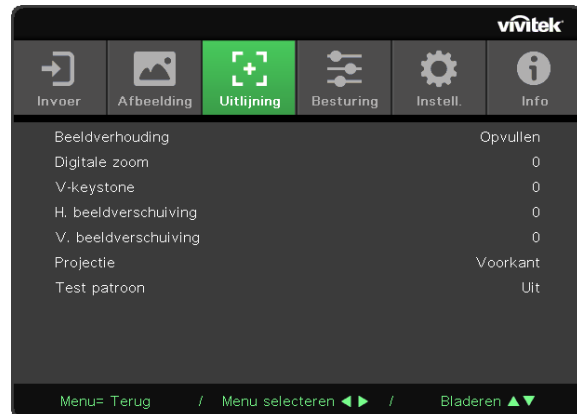 vivitek
Invoer Afbeelding Uitlijning Besturing Instell. Info
Beeldverhouding Opvullen
Digitale zoom 0
V-keystone 0
H. beeldverschuiving 0
V. beeldverschuiving 0
Projectie Voorkant
Test patroon Uit
Menu= Terug / Menu selecteren ◀ ▶ / Bladeren ▲▼